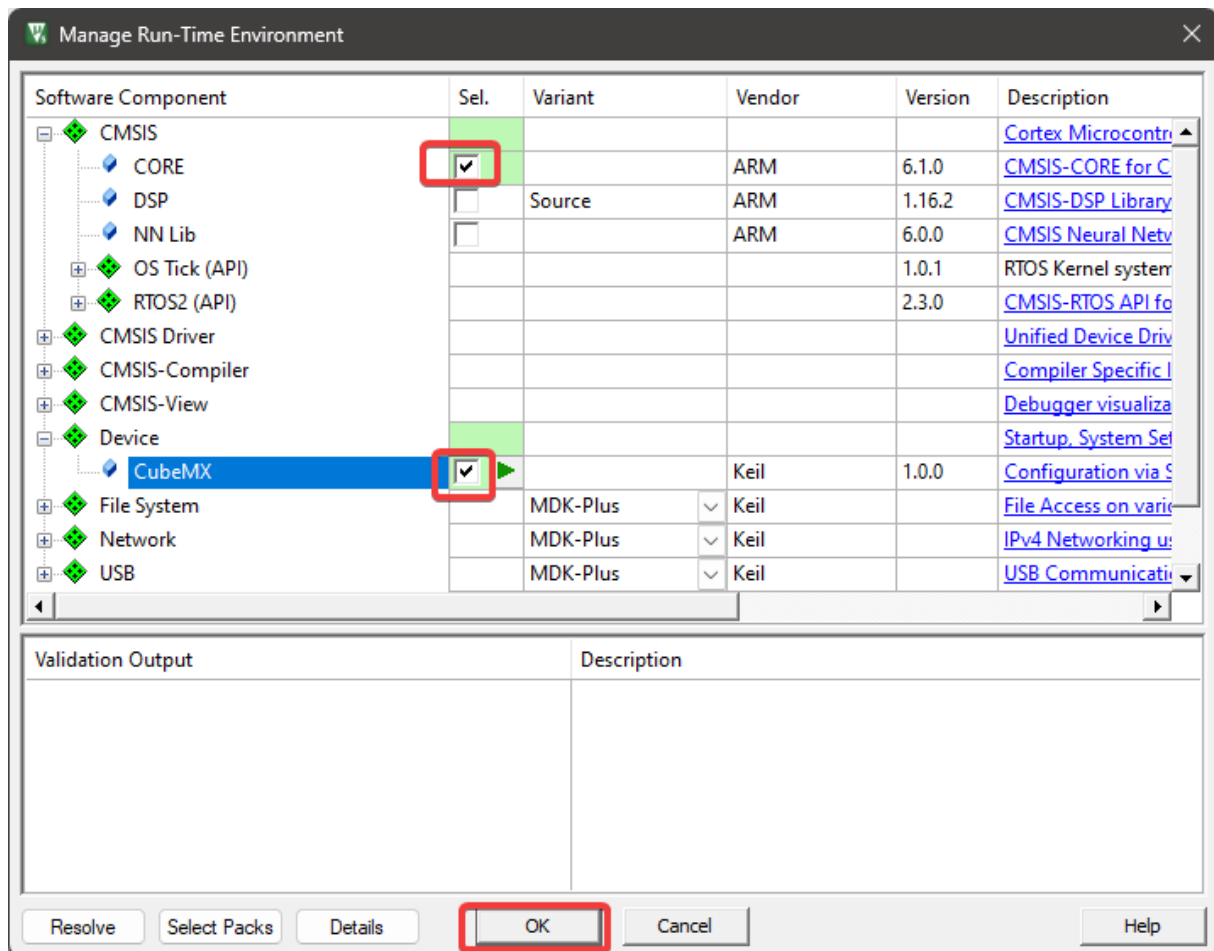 Manage Run-Time Environment
Software Component Sel. Variant Vendor Version Description
CMSIS Cortex Microcontr
CORE ARM 6.1.0 CMSIS-CORE for C
DSP Source ARM 1.16.2 CMSIS-DSP Library
NN Lib ARM 6.0.0 CMSIS Neural Netw
OS Tick (API) 1.0.1 RTOS Kernel system
RTOS2 (API) 2.3.0 CMSIS-RTOS API fo
CMSIS Driver Unified Device Driv
CMSIS-Compiler Compiler Specific I
CMSIS-View Debugger visualiza
Device Startup, System Set
CubeMX Keil 1.0.0 Configuration via S
File System MDK-Plus Keil File Access on vario
Network MDK-Plus Keil IPv4 Networking us
USB MDK-Plus Keil USB Communicati
Validation Output Description
Resolve Select Packs Details OK Cancel Help